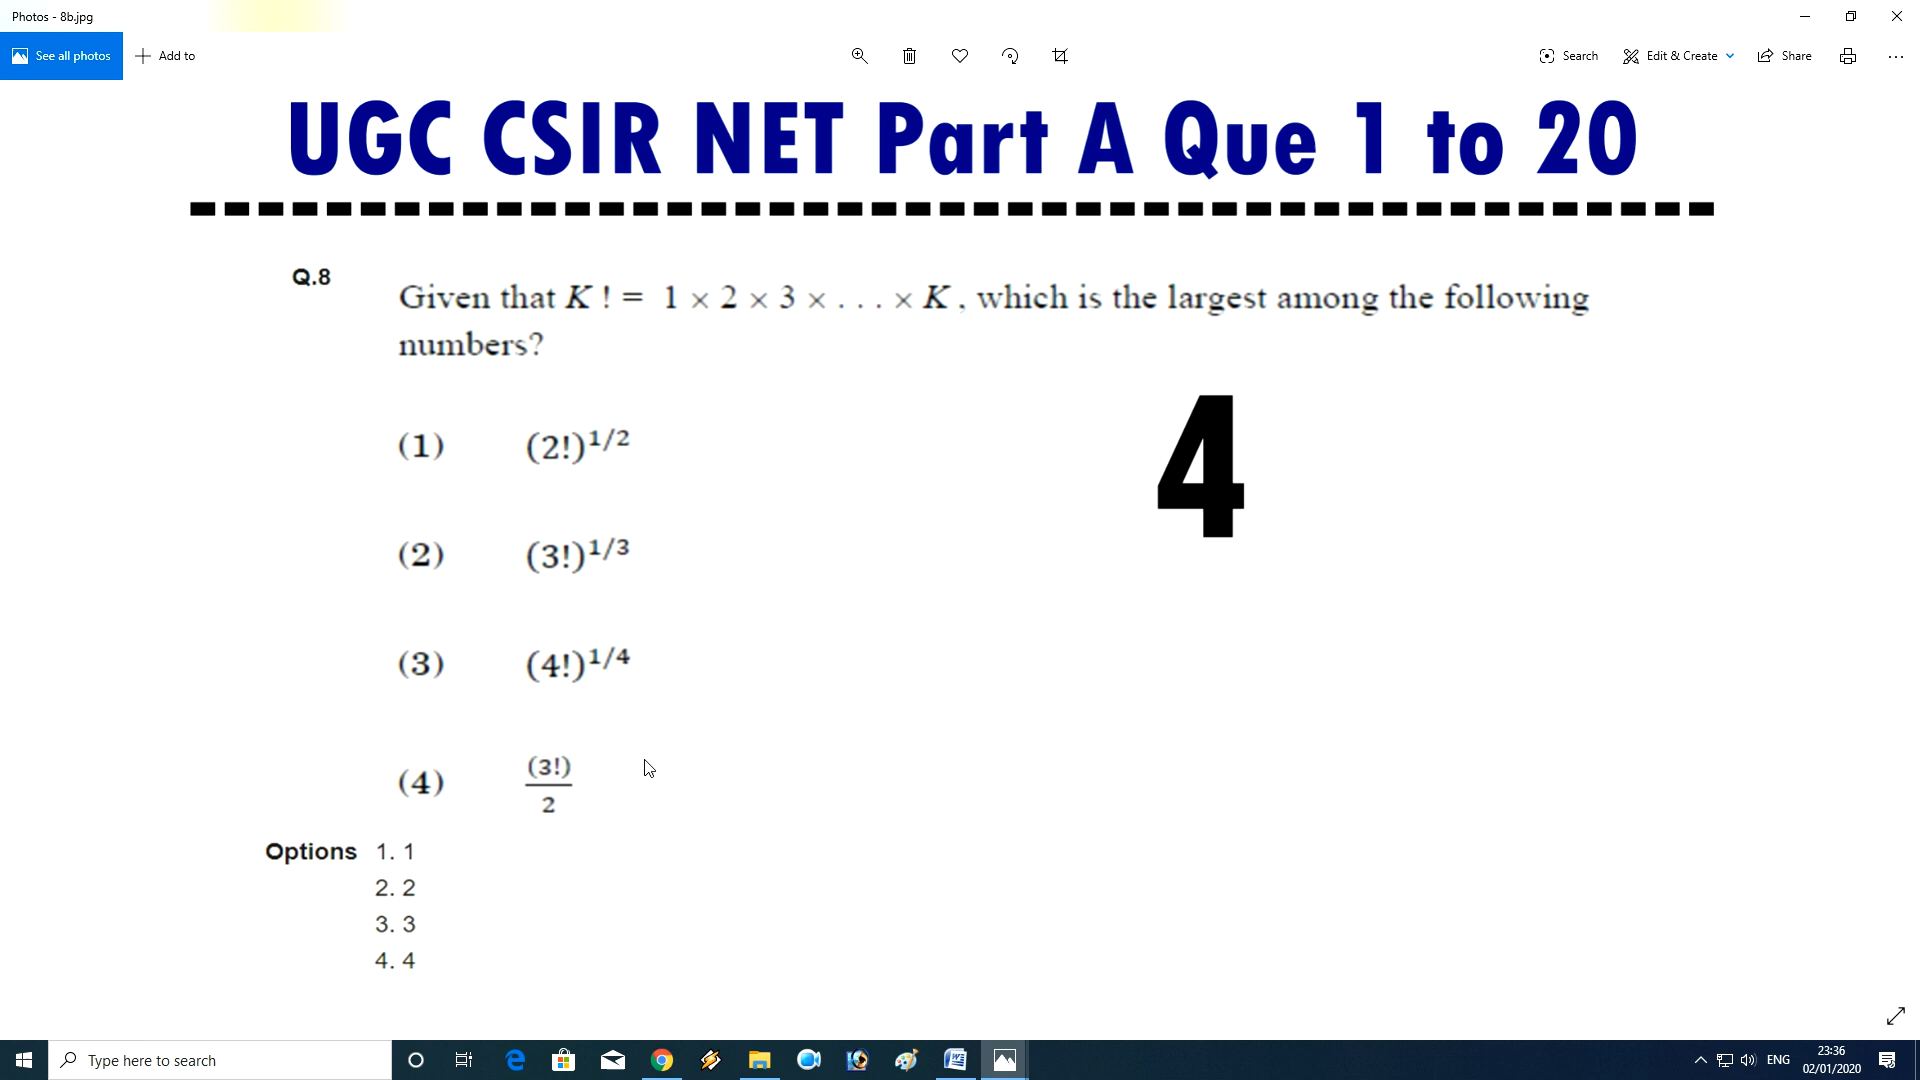 Photos - 8b.jpg
See all photos
Add to
Search
Edit & Create
Share
UGC CSIR NET Part A Que 1 to 20
Q.8
Given that K ! = 1 × 2 × 3 × . . . × K , which is the largest among the following
numbers?
4
(1) (2!)^1/2
(2) (3!)^1/3
(3) (4!)^1/4
(4) (3!)/2
Options 1. 1
2. 2
3. 3
4. 4
Type here to search
ENG
23:36
02/01/2020